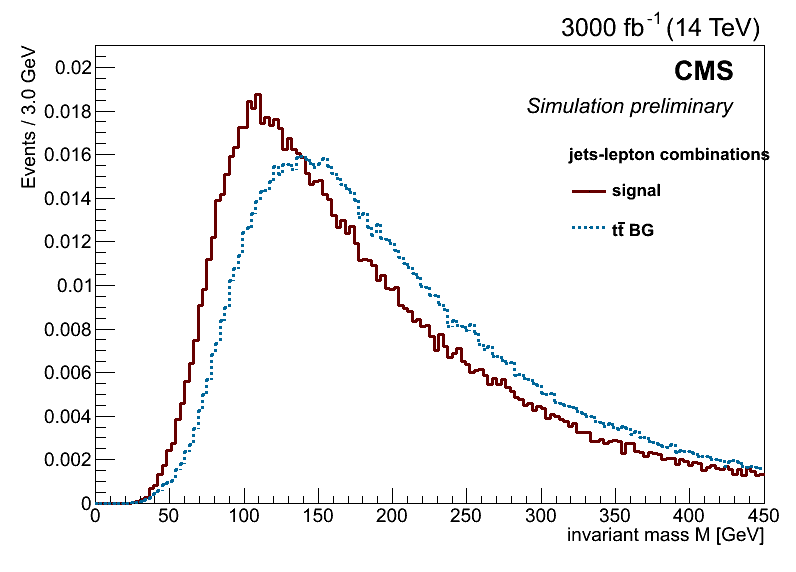 3000 fb⁻¹ (14 TeV)
CMS
Simulation preliminary
jets-lepton combinations
signal
tt̄ BG
Events / 3.0 GeV
0.02
0.018
0.016
0.014
0.012
0.01
0.008
0.006
0.004
0.002
0
0 50 100 150 200 250 300 350 400 450
invariant mass M [GeV]